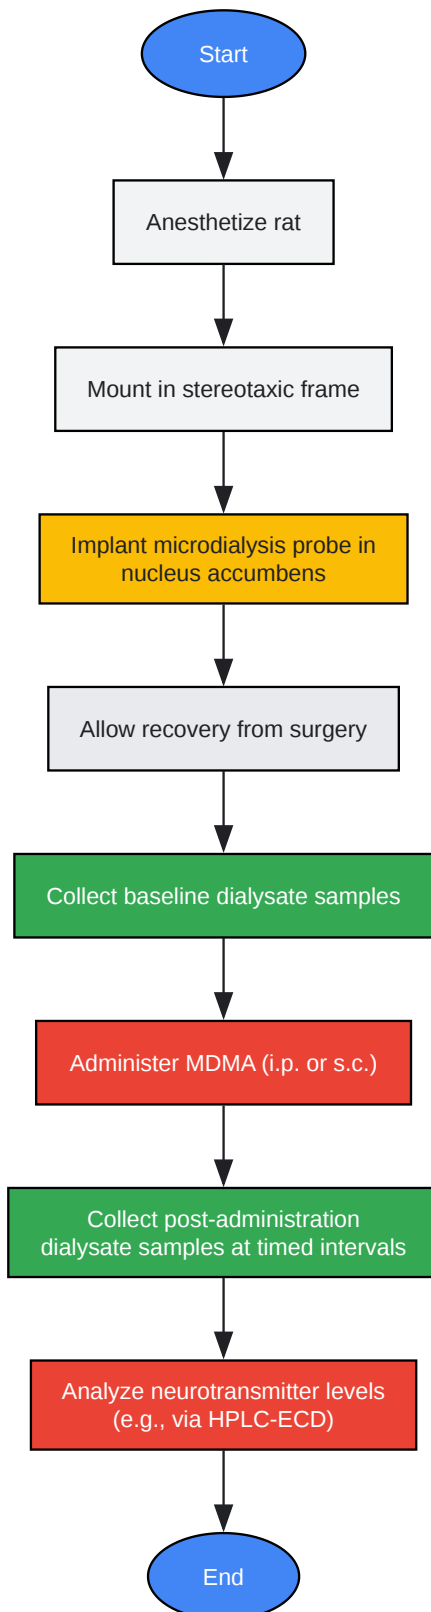 Start
Anesthetize rat
Mount in stereotaxic frame
Implant microdialysis probe in
nucleus accumbens
Allow recovery from surgery
Collect baseline dialysate samples
Administer MDMA (i.p. or s.c.)
Collect post-administration
dialysate samples at timed intervals
Analyze neurotransmitter levels
(e.g., via HPLC-ECD)
End